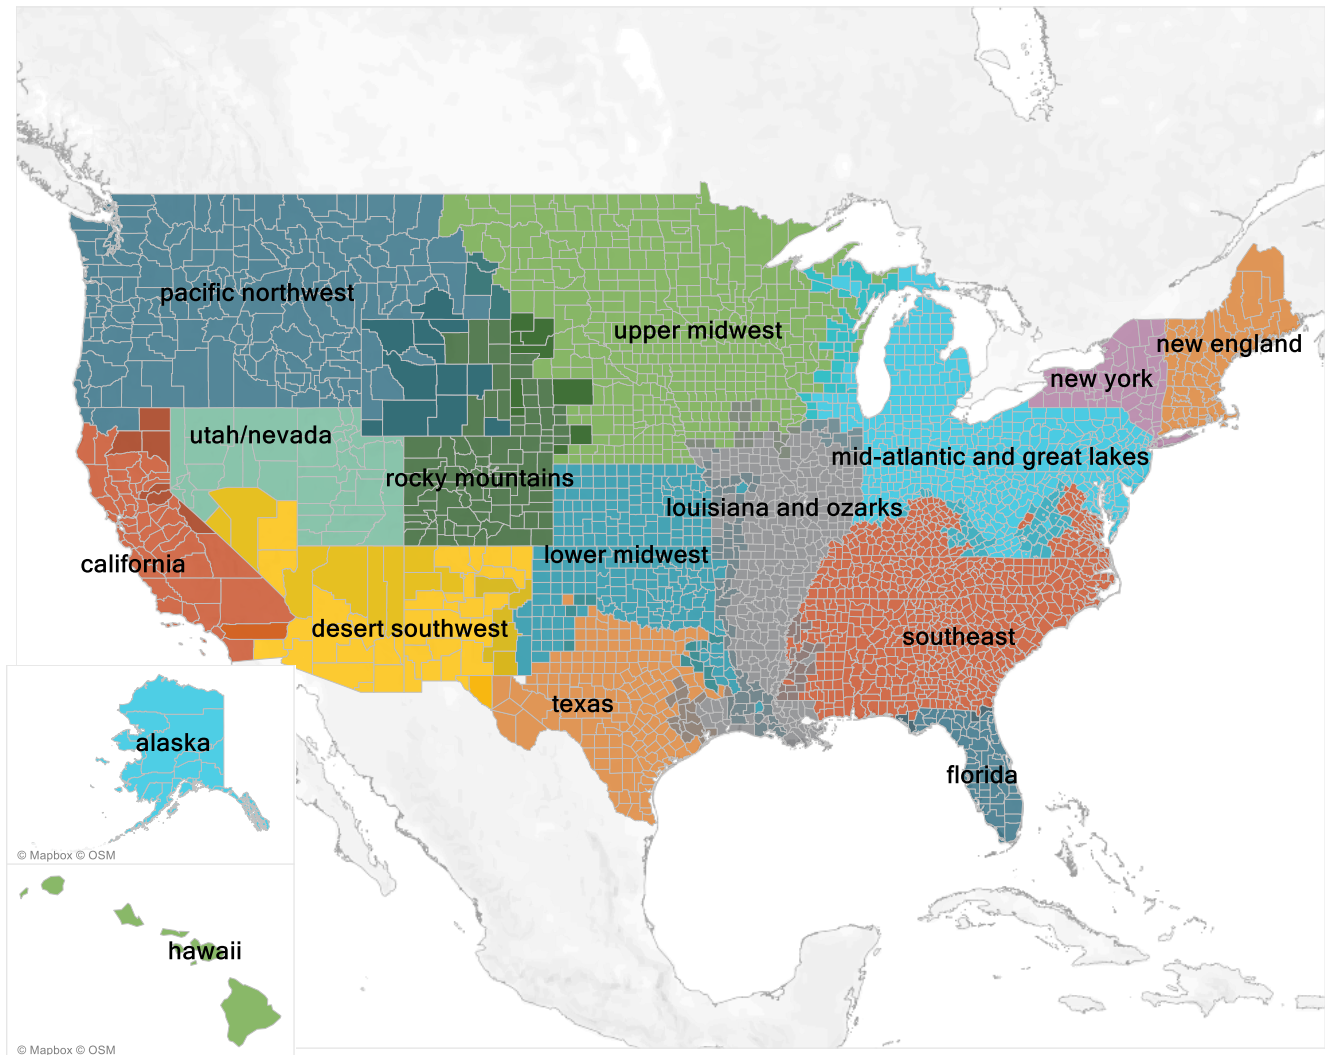 pacific northwest
upper midwest
new england
new york
utah/nevada
mid-atlantic and great lakes
rocky mountains
louisiana and ozarks
lower midwest
california
desert southwest
southeast
texas
alaska
florida
© Mapbox © OSM
hawaii
© Mapbox © OSM